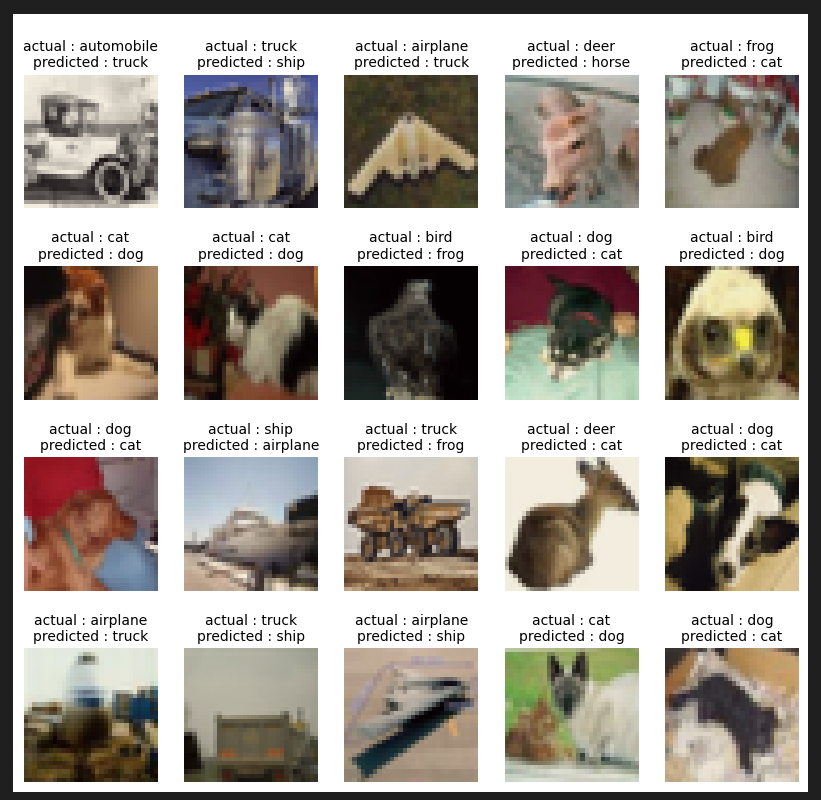 actual : automobile
predicted : truck
actual : truck
predicted : ship
actual : airplane
predicted : truck
actual : deer
predicted : horse
actual : frog
predicted : cat
actual : cat
predicted : dog
actual : cat
predicted : dog
actual : bird
predicted : frog
actual : dog
predicted : cat
actual : bird
predicted : dog
actual : dog
predicted : cat
actual : ship
predicted : airplane
actual : truck
predicted : frog
actual : deer
predicted : cat
actual : dog
predicted : cat
actual : airplane
predicted : truck
actual : truck
predicted : ship
actual : airplane
predicted : ship
actual : cat
predicted : dog
actual : dog
predicted : cat